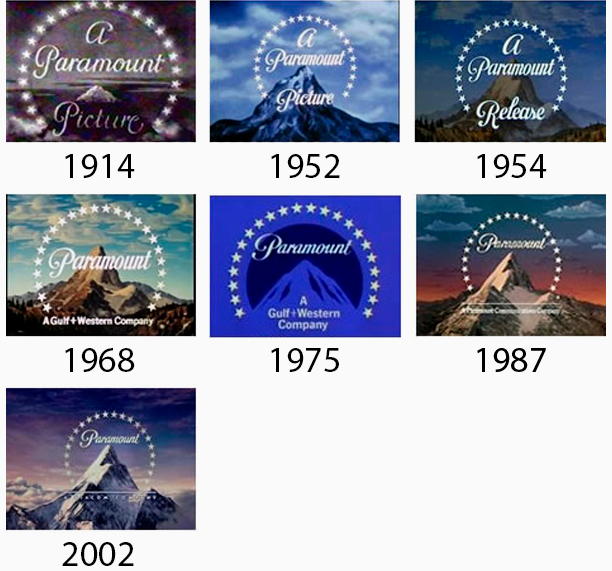 A
Paramount
Picture
1914
A
Paramount
Picture
1952
A
Paramount
Release
1954
Paramount
A Gulf+Western Company
1968
Paramount
A
Gulf+Western
Company
1975
Paramount
A Paramount Communications Company
1987
Paramount
A VIACOM COMPANY
2002